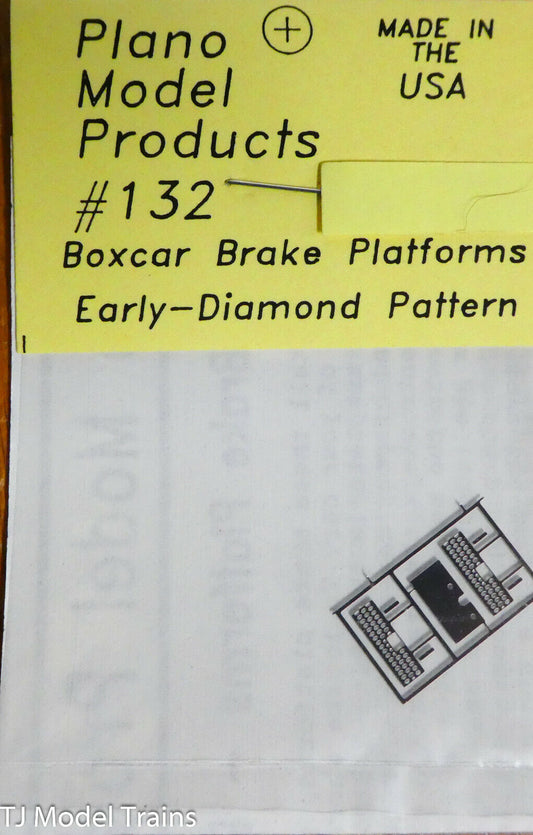 Plano
Model
Products
#132
MADE IN
THE
USA
Boxcar Brake Platforms
Early-Diamond Pattern
TJ Model Trains